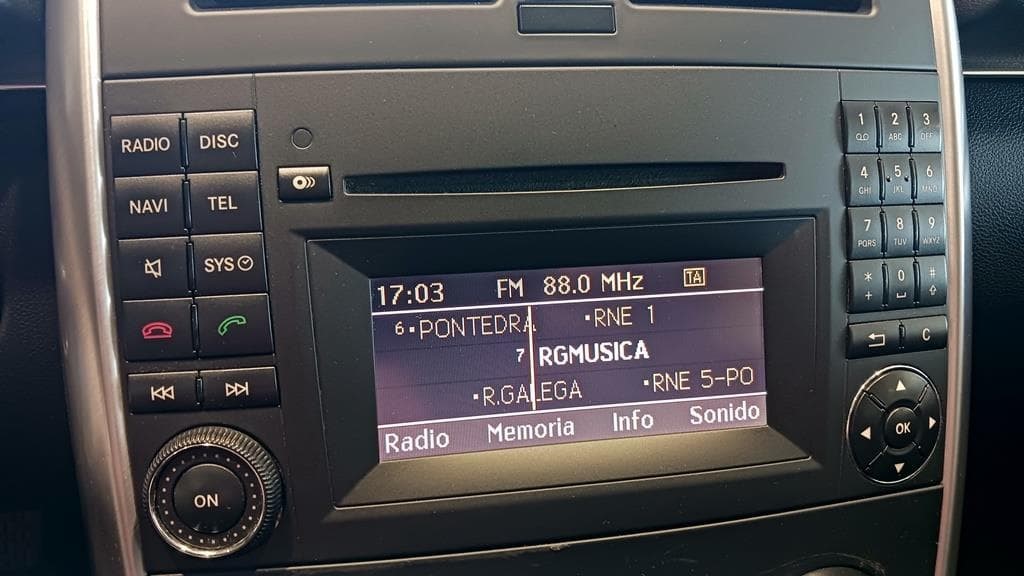 RADIO DISC
NAVI TEL
SYS
ON
17:03 FM 88.0 MHz TA
6 PONTEDRA RNE 1
7 RGMUSICA
R.GALEGA RNE 5-PO
Radio Memoria Info Sonido
1 2 ABC 3 DEF
4 GHI 5 JKL 6 MNO
7 PQRS 8 TUV 9 WXYZ
* + 0 #
C
OK